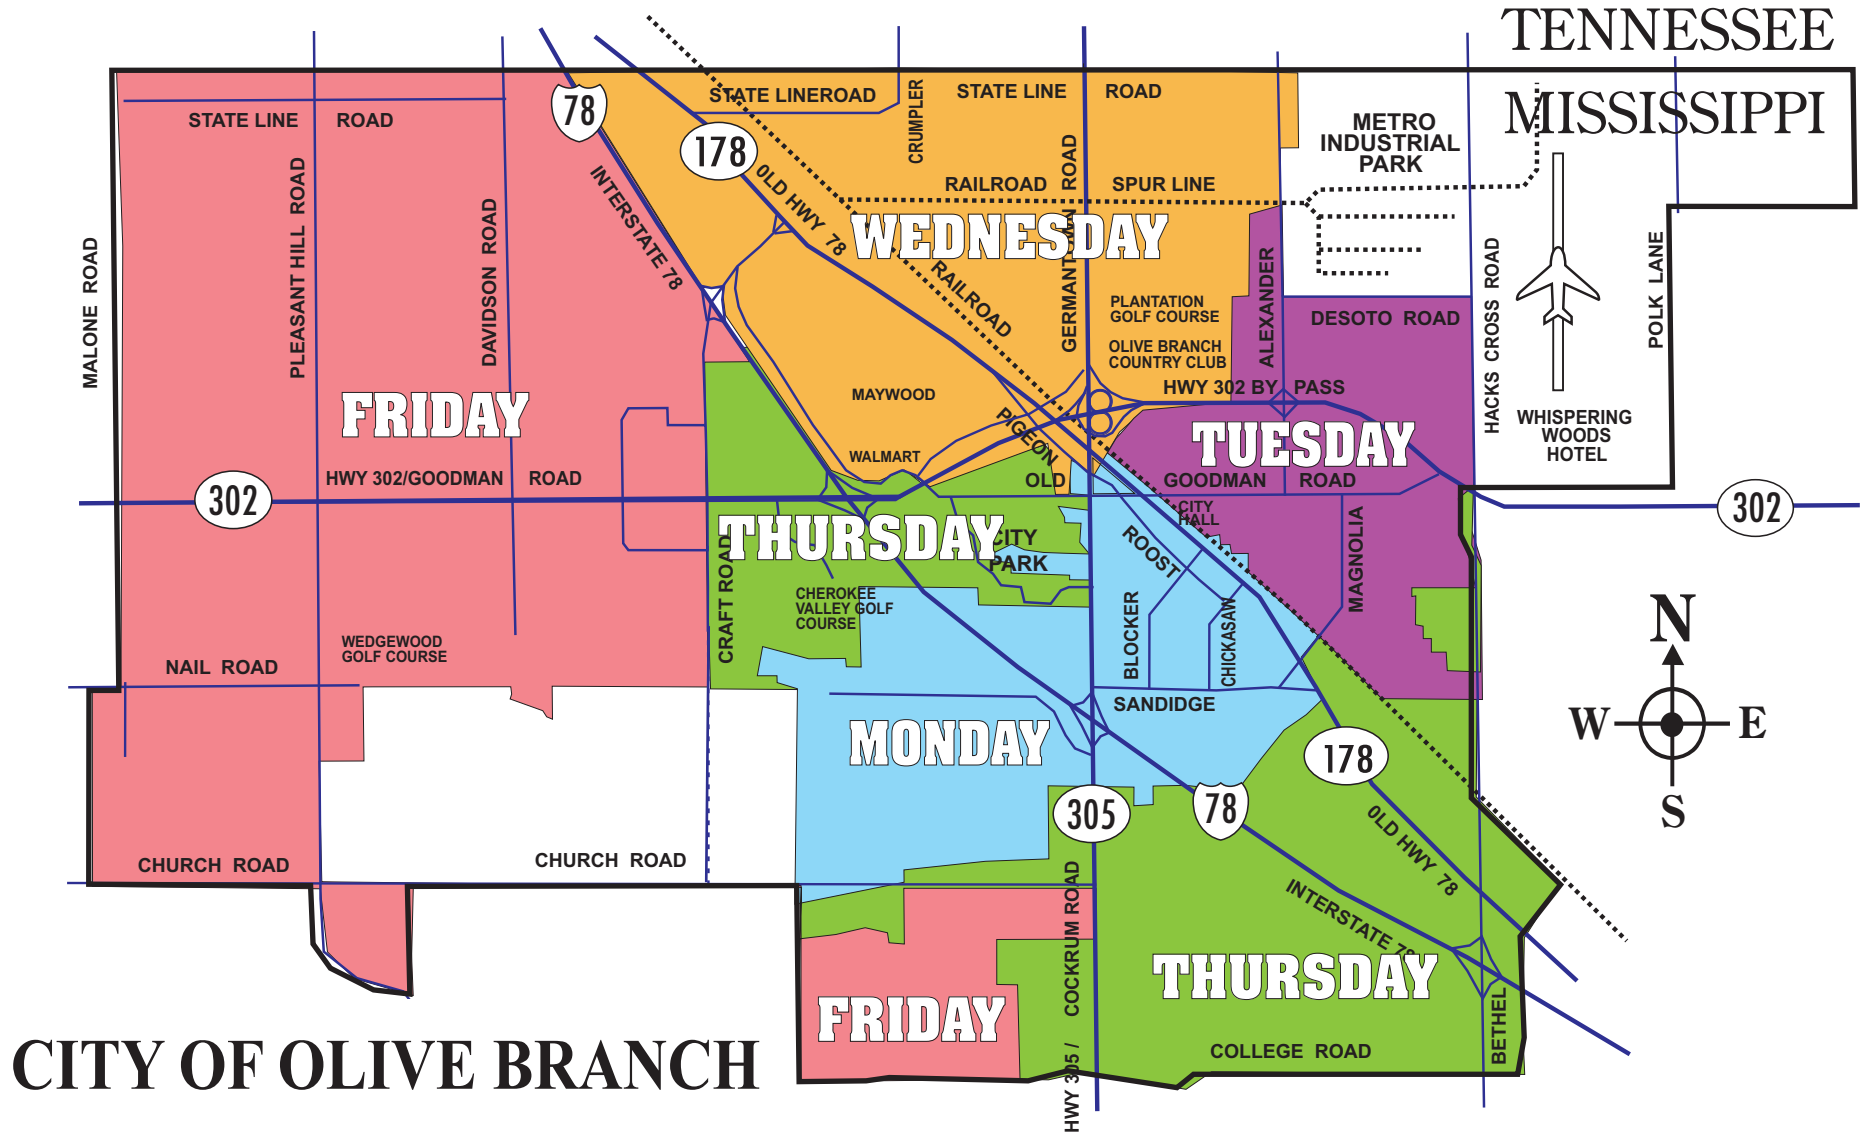 TENNESSEE
MISSISSIPPI
STATE LINEROAD
STATE LINE ROAD
STATE LINE ROAD
78
178
CRUMPLER
METRO
INDUSTRIAL
PARK
RAILROAD SPUR LINE
0LD HWY 78
INTERSTATE 78
WEDNESDAY
GERMANTOWN ROAD
RAILROAD
MALONE ROAD
PLEASANT HILL ROAD
DAVIDSON ROAD
ALEXANDER
HACKS CROSS ROAD
POLK LANE
PLANTATION
GOLF COURSE
DESOTO ROAD
OLIVE BRANCH
COUNTRY CLUB
HWY 302 BY PASS
MAYWOOD
FRIDAY
PIGEON
ROOST
TUESDAY
WHISPERING
WOODS
HOTEL
WALMART
HWY 302/GOODMAN ROAD
OLD GOODMAN ROAD
302
302
THURSDAY
CITY
PARK
CITY
HALL
MAGNOLIA
CRAFT ROAD
CHEROKEE
VALLEY GOLF
COURSE
BLOCKER
CHICKASAW
WEDGEWOOD
GOLF COURSE
NAIL ROAD
N
W
E
S
SANDIDGE
MONDAY
178
305
78
0LD HWY 78
CHURCH ROAD
CHURCH ROAD
INTERSTATE 78
HWY 305 / COCKRUM ROAD
THURSDAY
FRIDAY
BETHEL
COLLEGE ROAD
CITY OF OLIVE BRANCH